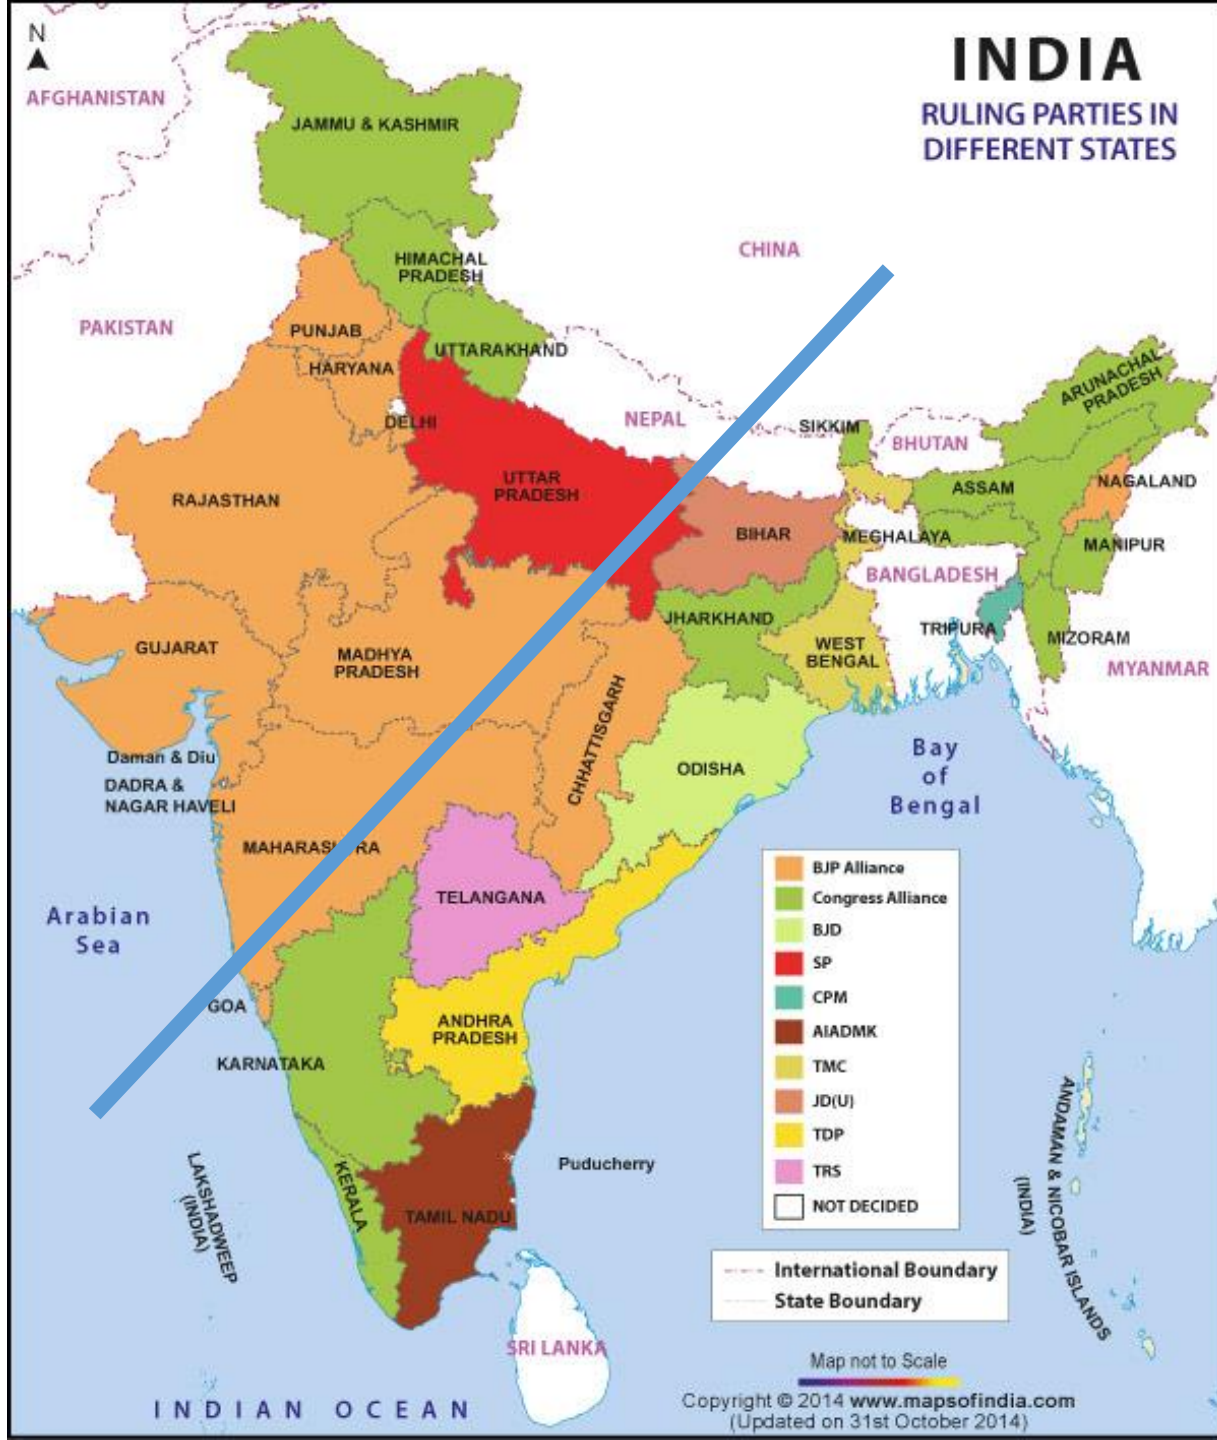 N
INDIA
RULING PARTIES IN
DIFFERENT STATES
AFGHANISTAN
JAMMU & KASHMIR
CHINA
HIMACHAL
PRADESH
PAKISTAN
PUNJAB
UTTARAKHAND
HARYANA
ARUNACHAL
PRADESH
DELHI
NEPAL
SIKKIM
BHUTAN
RAJASTHAN
UTTAR
PRADESH
ASSAM
NAGALAND
BIHAR
MEGHALAYA
MANIPUR
BANGLADESH
JHARKHAND
TRIPURA
MIZORAM
GUJARAT
MADHYA
PRADESH
WEST
BENGAL
MYANMAR
CHHATTISGARH
Daman & Diu
DADRA &
NAGAR HAVELI
ODISHA
Bay
of
Bengal
MAHARASHTRA
TELANGANA
Arabian
Sea
BJP Alliance
Congress Alliance
BJD
SP
CPM
AIADMK
TMC
JD(U)
TDP
TRS
NOT DECIDED
GOA
ANDHRA
PRADESH
KARNATAKA
LAKSHADWEEP
(INDIA)
KERALA
Puducherry
TAMIL NADU
ANDAMAN & NICOBAR ISLANDS
(INDIA)
International Boundary
State Boundary
SRI LANKA
Map not to Scale
INDIAN OCEAN
Copyright © 2014 www.mapsofindia.com
(Updated on 31st October 2014)